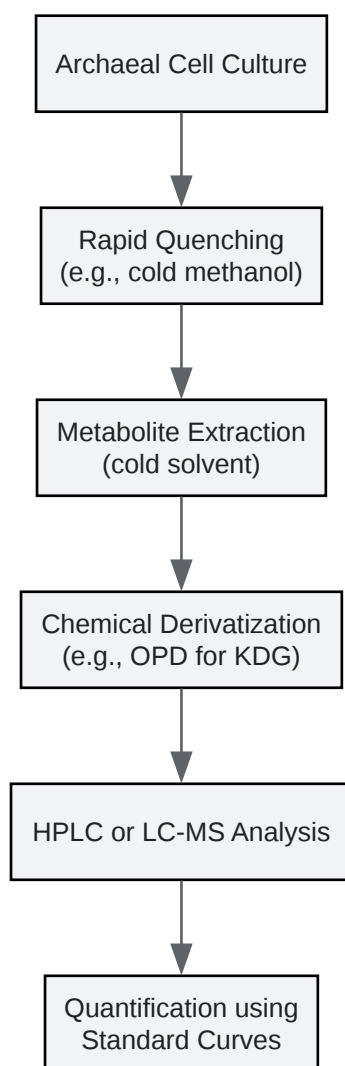 Archaeal Cell Culture
Rapid Quenching
(e.g., cold methanol)
Metabolite Extraction
(cold solvent)
Chemical Derivatization
(e.g., OPD for KDG)
HPLC or LC-MS Analysis
Quantification using
Standard Curves